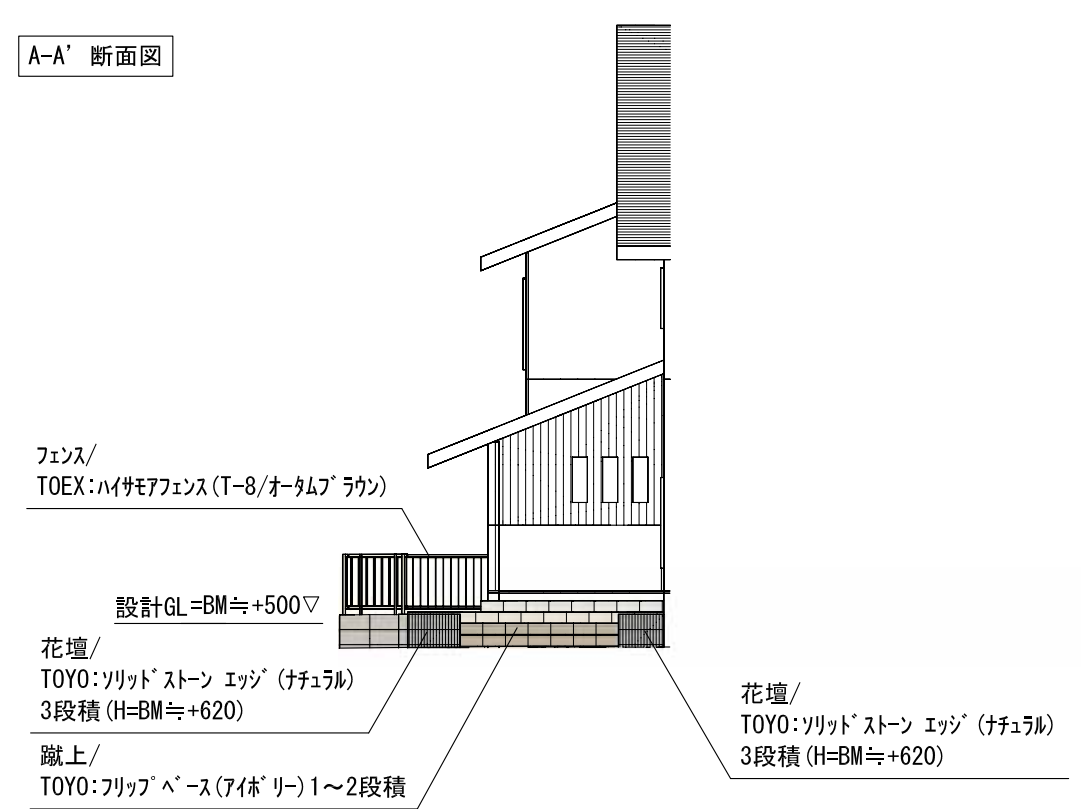 A-A' 断面図
ﾌｪﾝｽ/
TOEX:ﾊｲｻﾓｱﾌｪﾝｽ(T-8/ｵｰﾀﾑﾌﾞﾗｳﾝ)
設計GL=BM≒+500▽
花壇/
TOYO:ｿﾘｯﾄﾞｽﾄｰﾝ ｴｯｼﾞ(ﾅﾁｭﾗﾙ)
3段積(H=BM≒+620)
蹴上/
TOYO:ﾌﾘｯﾌﾟﾍﾞｰｽ(ｱｲﾎﾞﾘｰ)1～2段積
花壇/
TOYO:ｿﾘｯﾄﾞｽﾄｰﾝ ｴｯｼﾞ(ﾅﾁｭﾗﾙ)
3段積(H=BM≒+620)